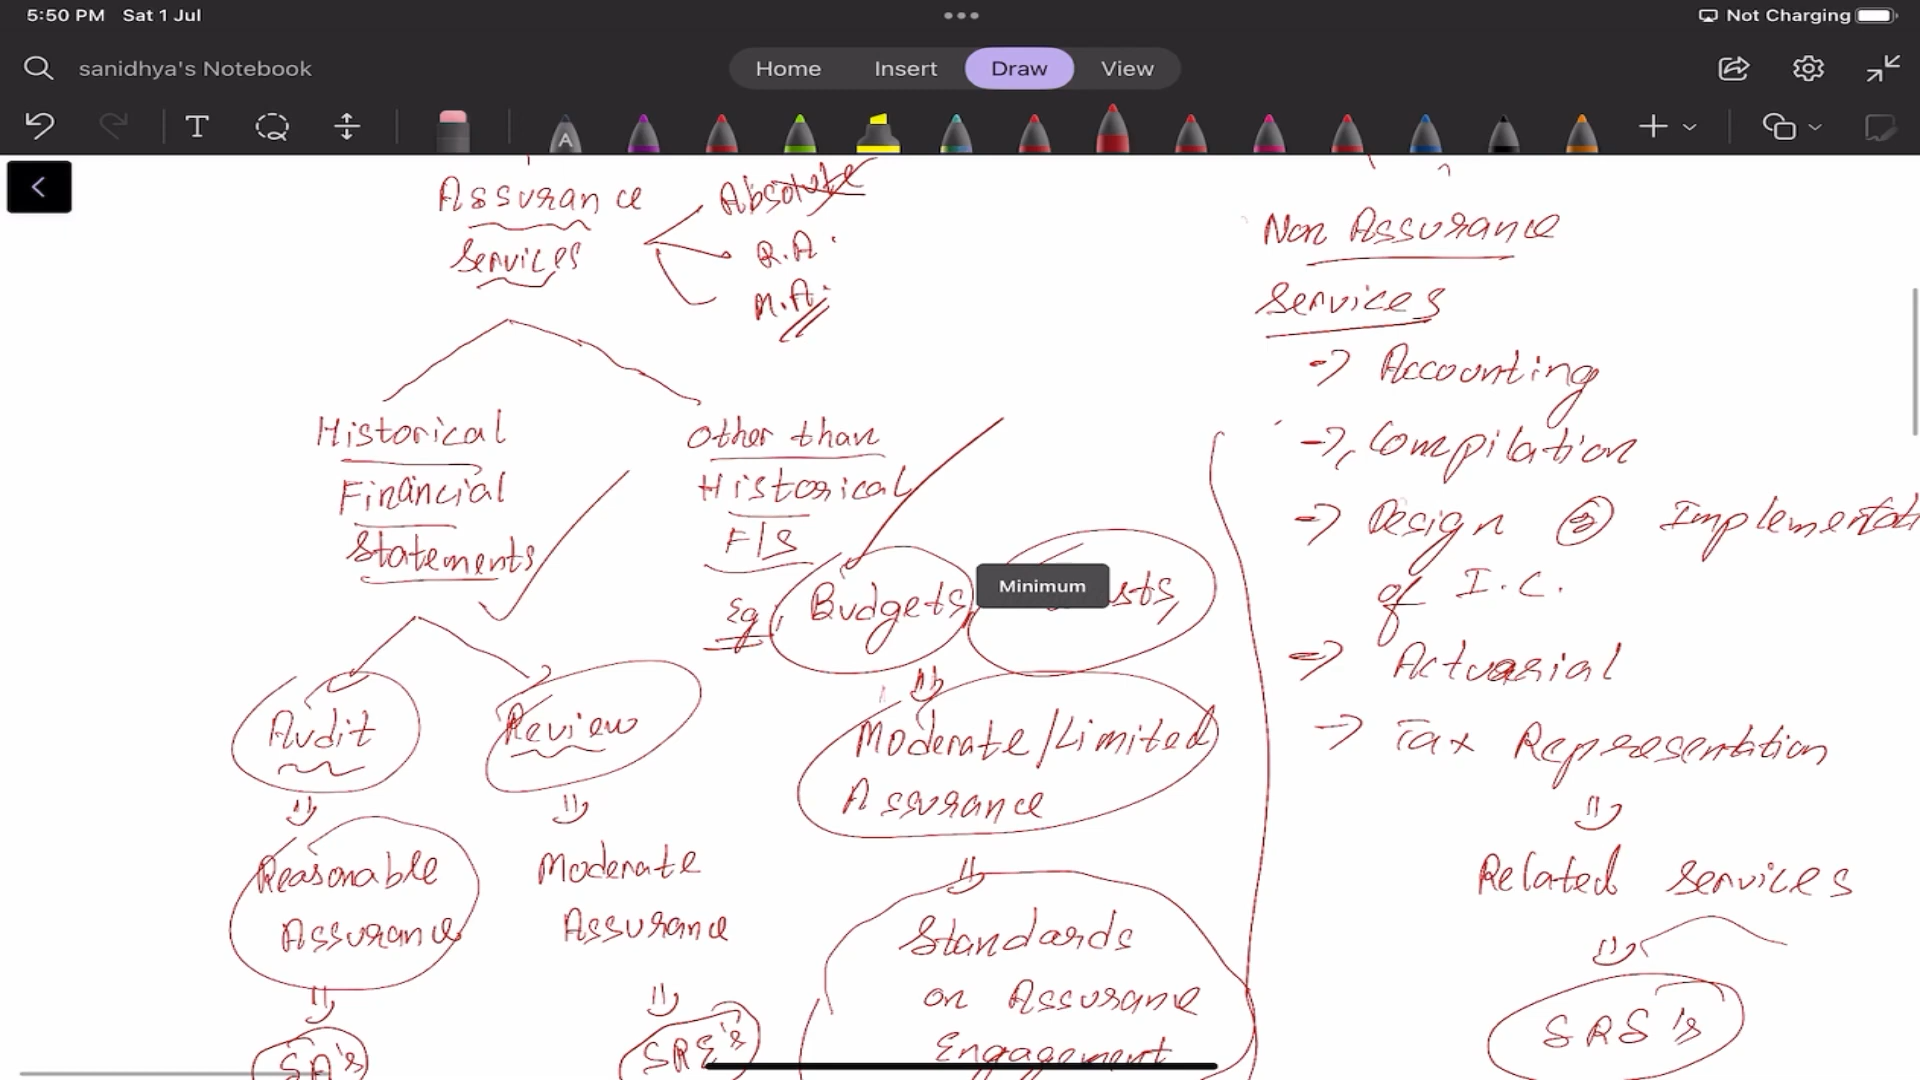 5:50 PM Sat 1 Jul
Not Charging
sanidhya's Notebook
Home Insert Draw View
T
A
Assurance
Services
Absolute
R.A.
M.A.
Non Assurance
Services
-> Accounting
-> Compilation
-> Design & Implementati
of I.C.
-> Actuarial
-> Tax Representation
Related Services
SRS's
Historical
Financial
Statements
Other than
Historical
F/S
Eg: Budgets,
Minimum
Audit
Review
Moderate/Limited
Assurance
Reasonable
Assurance
Moderate
Assurance
Standards
on Assurance
Engagement
SA's
SRE's